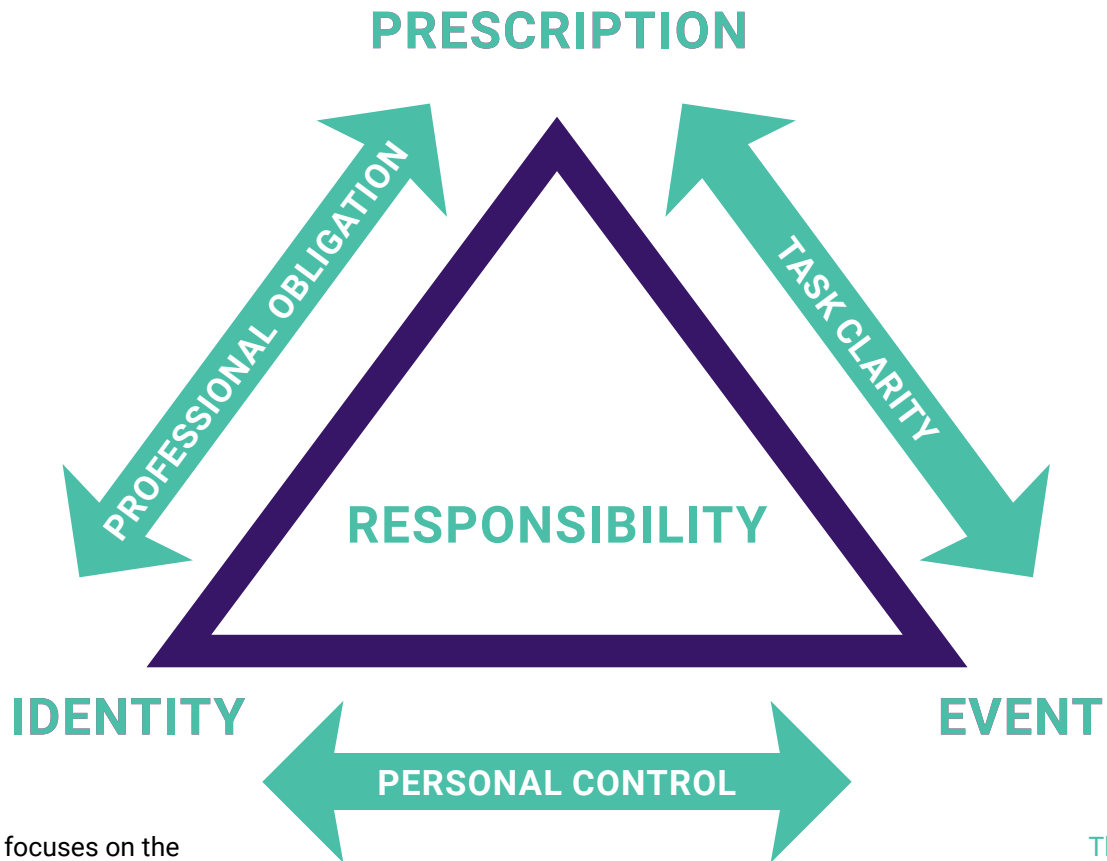 PRESCRIPTION
PROFESSIONAL OBLIGATION
TASK CLARITY
RESPONSIBILITY
IDENTITY
EVENT
PERSONAL CONTROL
focuses on the